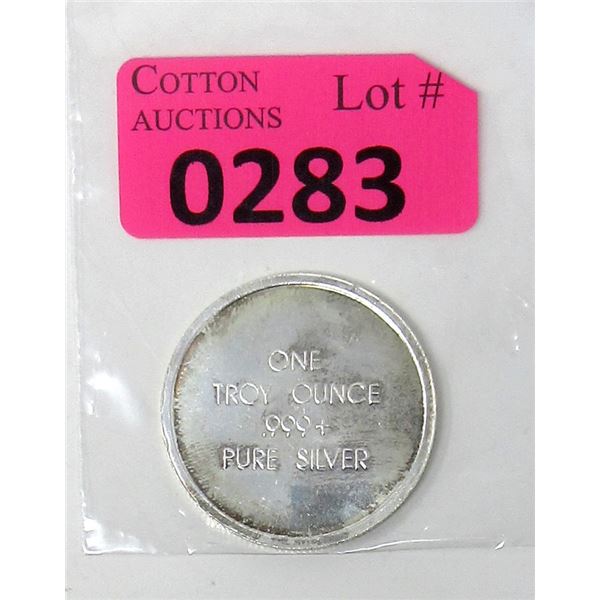 COTTON Lot #
AUCTIONS
0283
ONE
TROY OUNCE
.999+
PURE SILVER